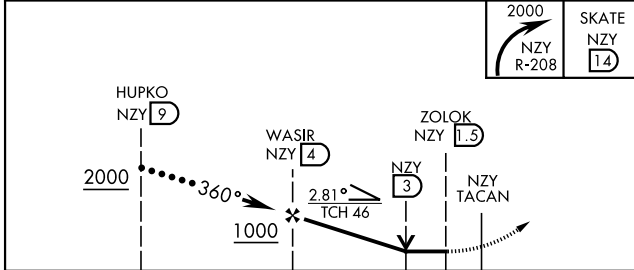 2000
NZY
R-208
SKATE
NZY
14
HUPKO
NZY 9
WASIR
NZY 4
ZOLOK
NZY 1.5
NZY
3
NZY
TACAN
2000
360°
2.81°
TCH 46
1000